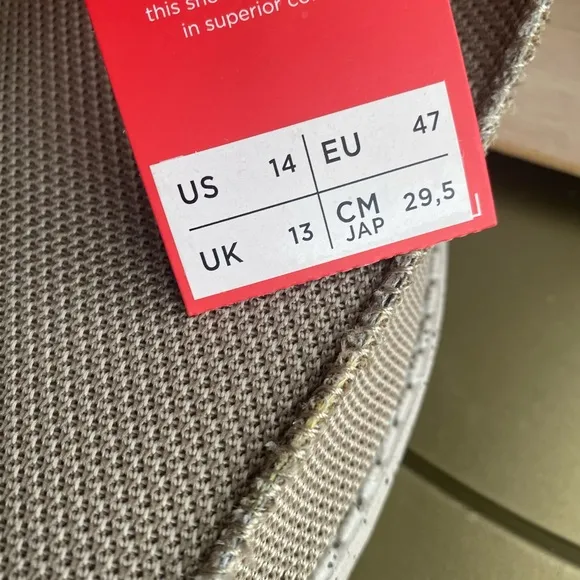 this sho
in superior co
US 14 EU 47
UK 13 CM JAP 29,5